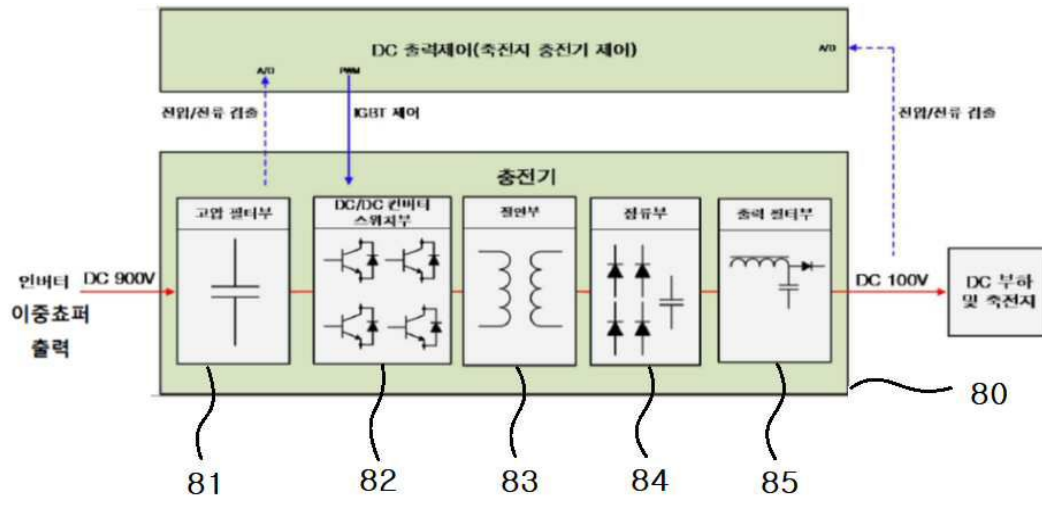 DC 출력제어(축전지 충전기 제어)
A/D
A/D
PWM
전압/전류 검출
IGBT 제어
전압/전류 검출
충전기
고압 필터부
DC/DC 컨버터
스위치부
절연부
정류부
출력 필터부
인버터
이중쵸퍼
출력
DC 900V
DC 100V
DC 부하
및 축전지
80
81
82
83
84
85